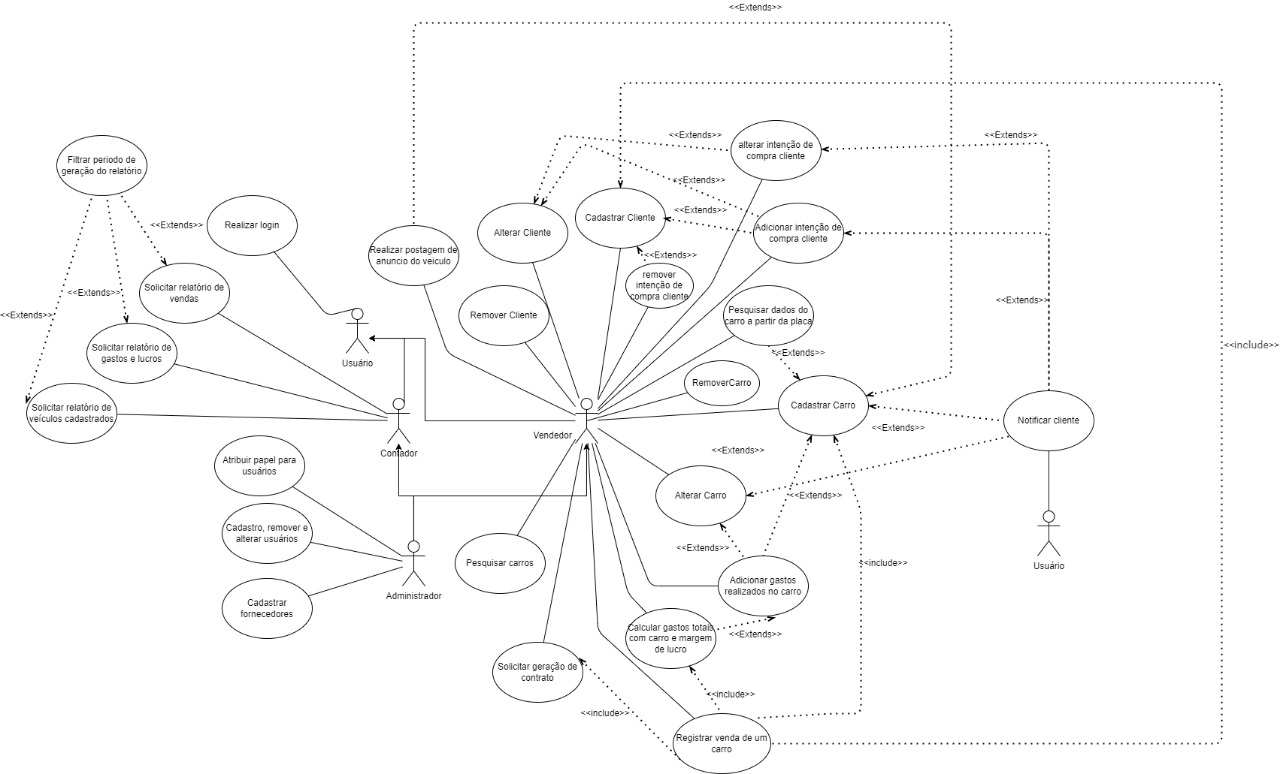 <<Extends>>
<<Extends>>
<<Extends>>
alterar intenção de
compra cliente
Filtrar periodo de
geração do relatório
<<Extends>>
<<Extends>>
Realizar login
<<Extends>>
Cadastrar Cliente
Alterar Cliente
Adicionar intenção de
compra cliente
Realizar postagem de
anuncio do veiculo
<<Extends>>
remover
intenção de
compra cliente
Solicitar relatório de
vendas
<<Extends>>
<<Extends>>
<<Extends>>
Remover Cliente
Pesquisar dados do
carro a partir da placa
<<include>>
Solicitar relatório de
gastos e lucros
<<Extends>>
Usuário
RemoverCarro
Solicitar relatório de
veículos cadastrados
Cadastrar Carro
Notificar cliente
<<Extends>>
Vendedor
Contador
<<Extends>>
Atribuir papel para
usuários
Alterar Carro
<<Extends>>
Cadastro, remover e
alterar usuários
<<Extends>>
Pesquisar carros
<<include>>
Usuário
Adicionar gastos
realizados no carro
Administrador
Cadastrar
fornecedores
Calcular gastos totais
com carro e margem
de lucro
<<Extends>>
Solicitar geração de
contrato
<<include>>
<<include>>
Registrar venda de um
carro